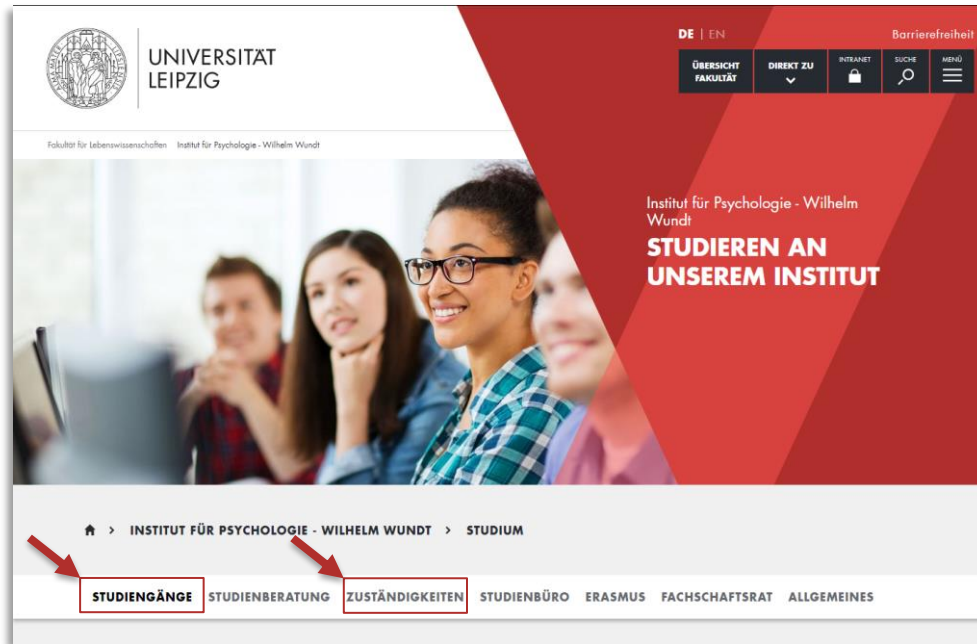 DE | EN
Barrierefreiheit
UNIVERSITÄT
LEIPZIG
ÜBERSICHT
FAKULTÄT
DIREKT ZU
INTRANET
SUCHE
MENÜ
Fakultät für Lebenswissenschaften Institut für Psychologie - Wilhelm Wundt
Institut für Psychologie - Wilhelm
Wundt
STUDIEREN AN
UNSEREM INSTITUT
> INSTITUT FÜR PSYCHOLOGIE - WILHELM WUNDT > STUDIUM
STUDIENGÄNGE STUDIENBERATUNG ZUSTÄNDIGKEITEN STUDIENBÜRO ERASMUS FACHSCHAFTSRAT ALLGEMEINES